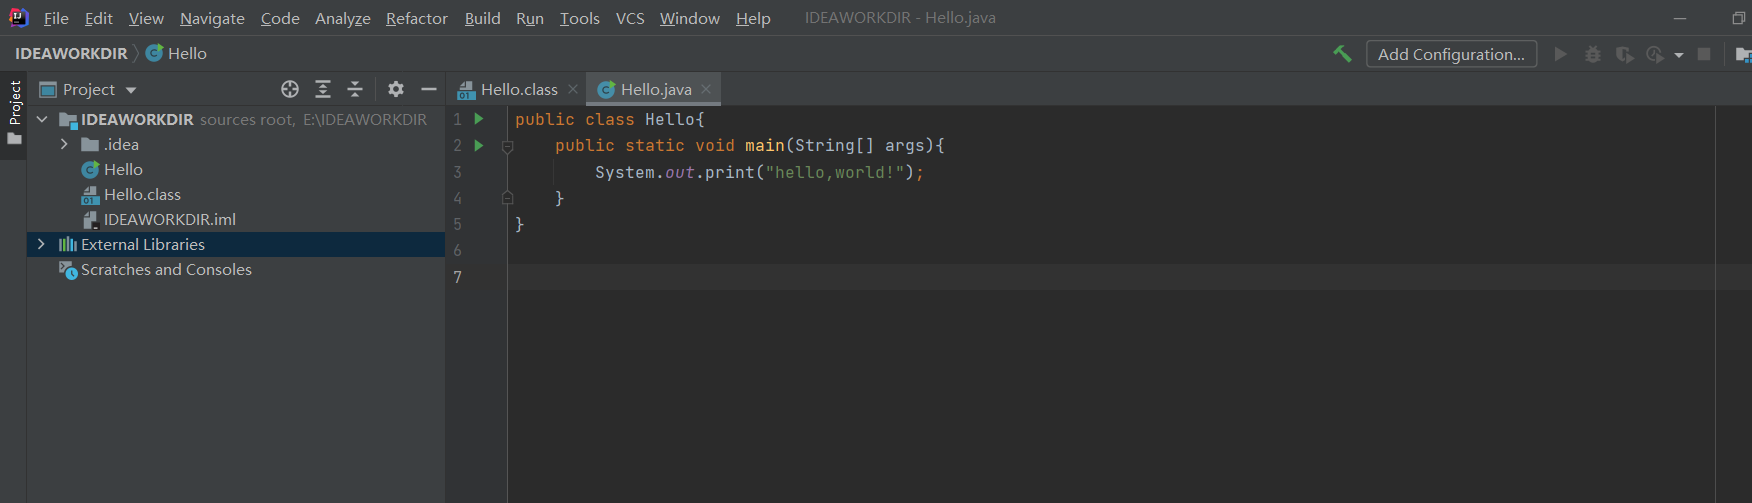 File Edit View Navigate Code Analyze Refactor Build Run Tools VCS Window Help IDEAWORKDIR - Hello.java
IDEAWORKDIR Hello Add Configuration...
Project
Project
IDEAWORKDIR sources root, E:\IDEAWORKDIR
.idea
Hello
Hello.class
IDEAWORKDIR.iml
External Libraries
Scratches and Consoles
Hello.class Hello.java
1 public class Hello{
2 public static void main(String[] args){
3 System.out.print("hello,world!");
4 }
5 }
6
7